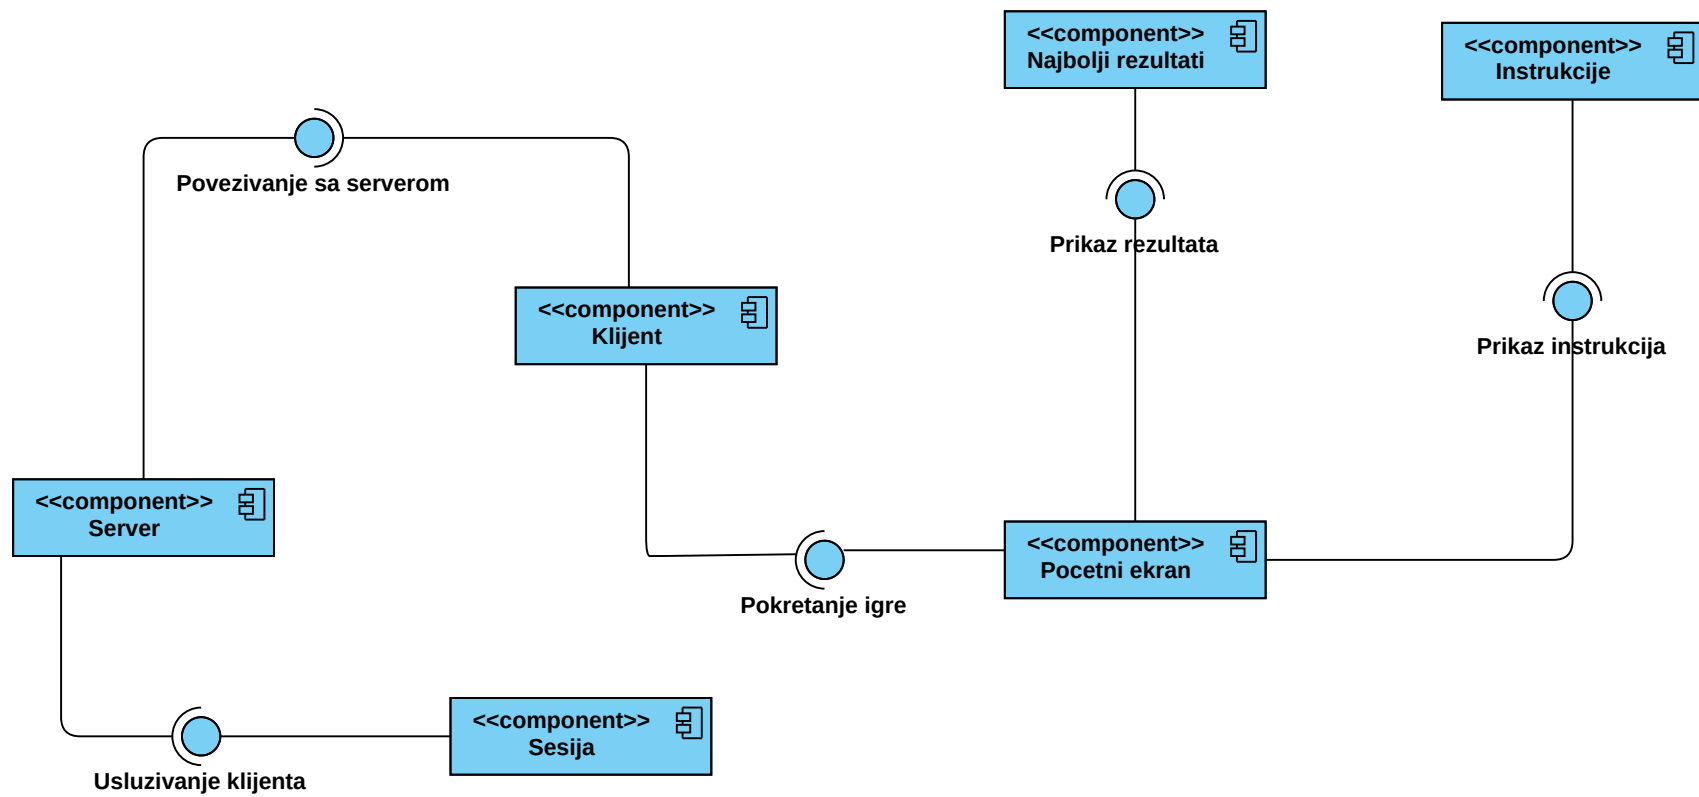 <<component>>
Najbolji rezultati
<<component>>
Instrukcije
Povezivanje sa serverom
Prikaz rezultata
<<component>>
Klijent
Prikaz instrukcija
<<component>>
Server
<<component>>
Pocetni ekran
Pokretanje igre
<<component>>
Sesija
Usluzivanje klijenta